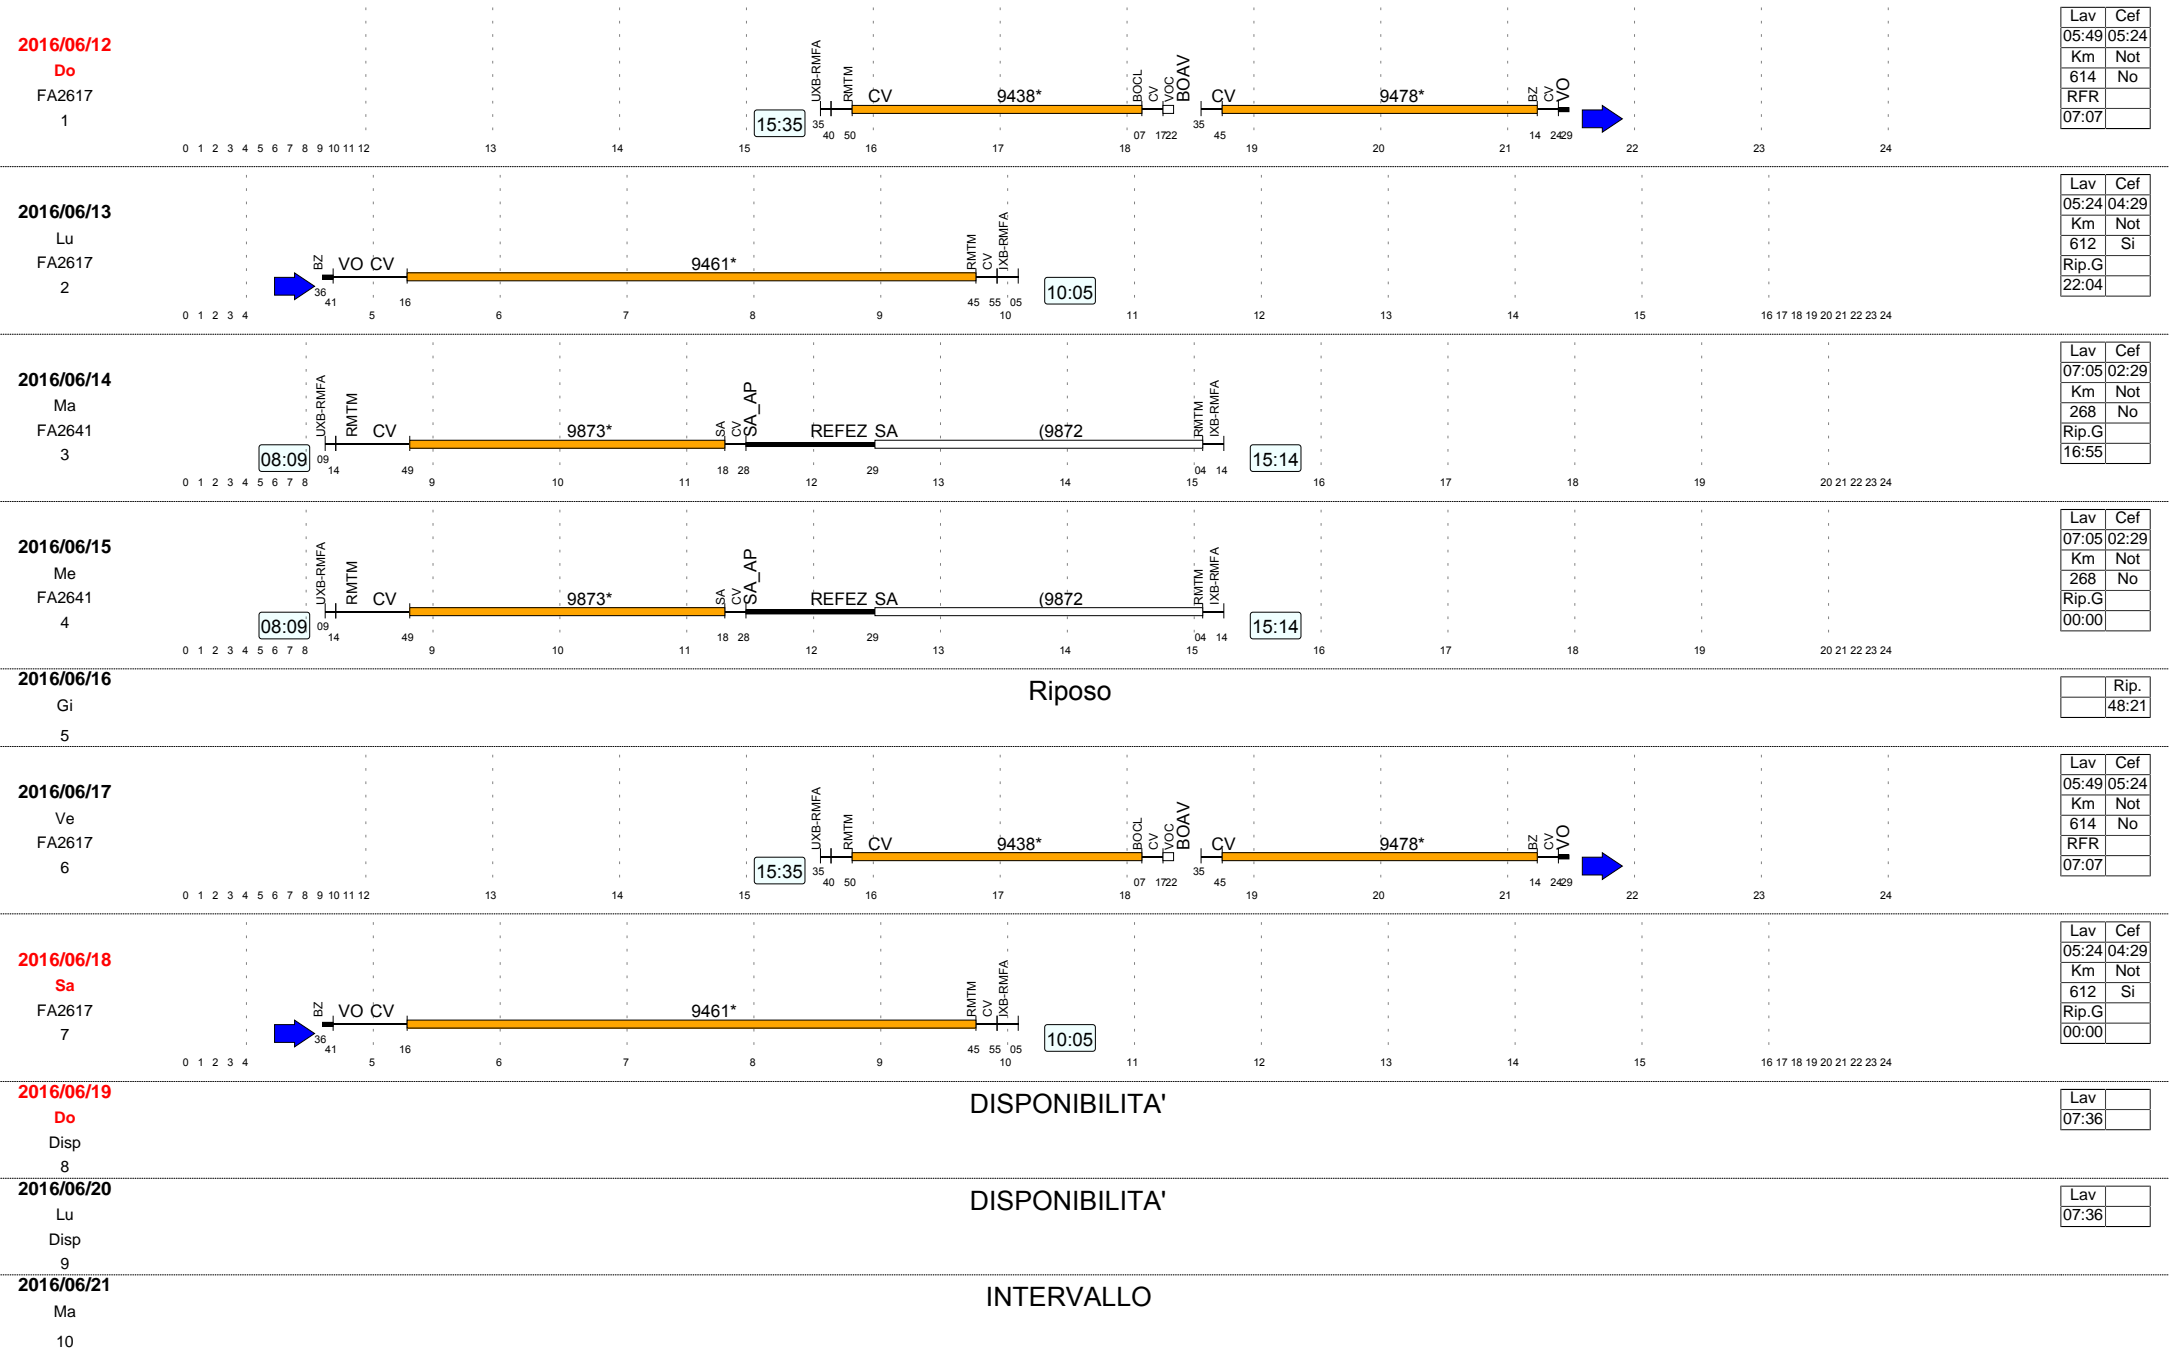 2016/06/12
Do
FA2617
1
15:35
UXB-RMFA RMTM CV 9438* BOCL CV VOC BOAV CV 9478* BZ CV VO
35 40 50 07 17 22 35 45 14 24 29
0 1 2 3 4 5 6 7 8 9 10 11 12 13 14 15 16 17 18 19 20 21 22 23 24
Lav Cef
05:49 05:24
Km Not
614 No
RFR
07:07
2016/06/13
Lu
FA2617
2
BZ VO CV 9461* RMTM CV IXB-RMFA
36 41 16 45 55 05
10:05
0 1 2 3 4 5 6 7 8 9 10 11 12 13 14 15 16 17 18 19 20 21 22 23 24
Lav Cef
05:24 04:29
Km Not
612 Si
Rip.G
22:04
2016/06/14
Ma
FA2641
3
08:09
UXB-RMFA RMTM CV 9873* SA CV SA_AP REFEZ SA (9872 RMTM IXB-RMFA
09 14 49 18 28 29 04 14
15:14
0 1 2 3 4 5 6 7 8 9 10 11 12 13 14 15 16 17 18 19 20 21 22 23 24
Lav Cef
07:05 02:29
Km Not
268 No
Rip.G
16:55
2016/06/15
Me
FA2641
4
08:09
UXB-RMFA RMTM CV 9873* SA CV SA_AP REFEZ SA (9872 RMTM IXB-RMFA
09 14 49 18 28 29 04 14
15:14
0 1 2 3 4 5 6 7 8 9 10 11 12 13 14 15 16 17 18 19 20 21 22 23 24
Lav Cef
07:05 02:29
Km Not
268 No
Rip.G
00:00
2016/06/16
Gi
5
Riposo
Rip.
48:21
2016/06/17
Ve
FA2617
6
15:35
UXB-RMFA RMTM CV 9438* BOCL CV VOC BOAV CV 9478* BZ CV VO
35 40 50 07 17 22 35 45 14 24 29
0 1 2 3 4 5 6 7 8 9 10 11 12 13 14 15 16 17 18 19 20 21 22 23 24
Lav Cef
05:49 05:24
Km Not
614 No
RFR
07:07
2016/06/18
Sa
FA2617
7
BZ VO CV 9461* RMTM CV IXB-RMFA
36 41 16 45 55 05
10:05
0 1 2 3 4 5 6 7 8 9 10 11 12 13 14 15 16 17 18 19 20 21 22 23 24
Lav Cef
05:24 04:29
Km Not
612 Si
Rip.G
00:00
2016/06/19
Do
Disp
8
DISPONIBILITA'
Lav
07:36
2016/06/20
Lu
Disp
9
DISPONIBILITA'
Lav
07:36
2016/06/21
Ma
10
INTERVALLO